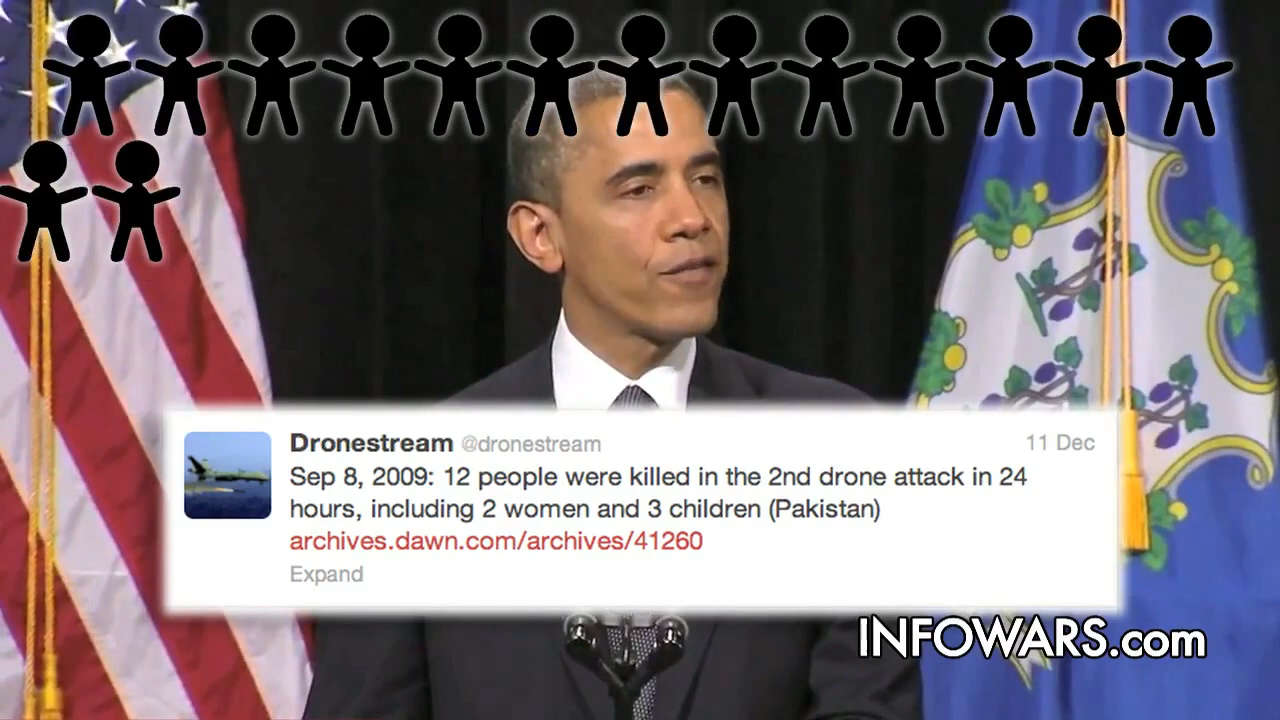 Dronestream @dronestream 11 Dec
Sep 8, 2009: 12 people were killed in the 2nd drone attack in 24
hours, including 2 women and 3 children (Pakistan)
archives.dawn.com/archives/41260
Expand
INFOWARS.com